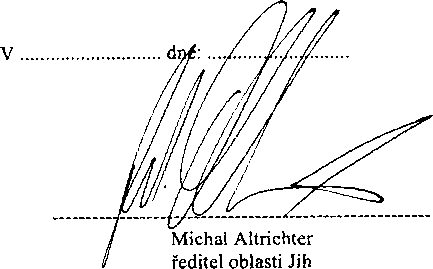 V ........................ dne: ........................
Michal Altrichter
ředitel oblasti Jih